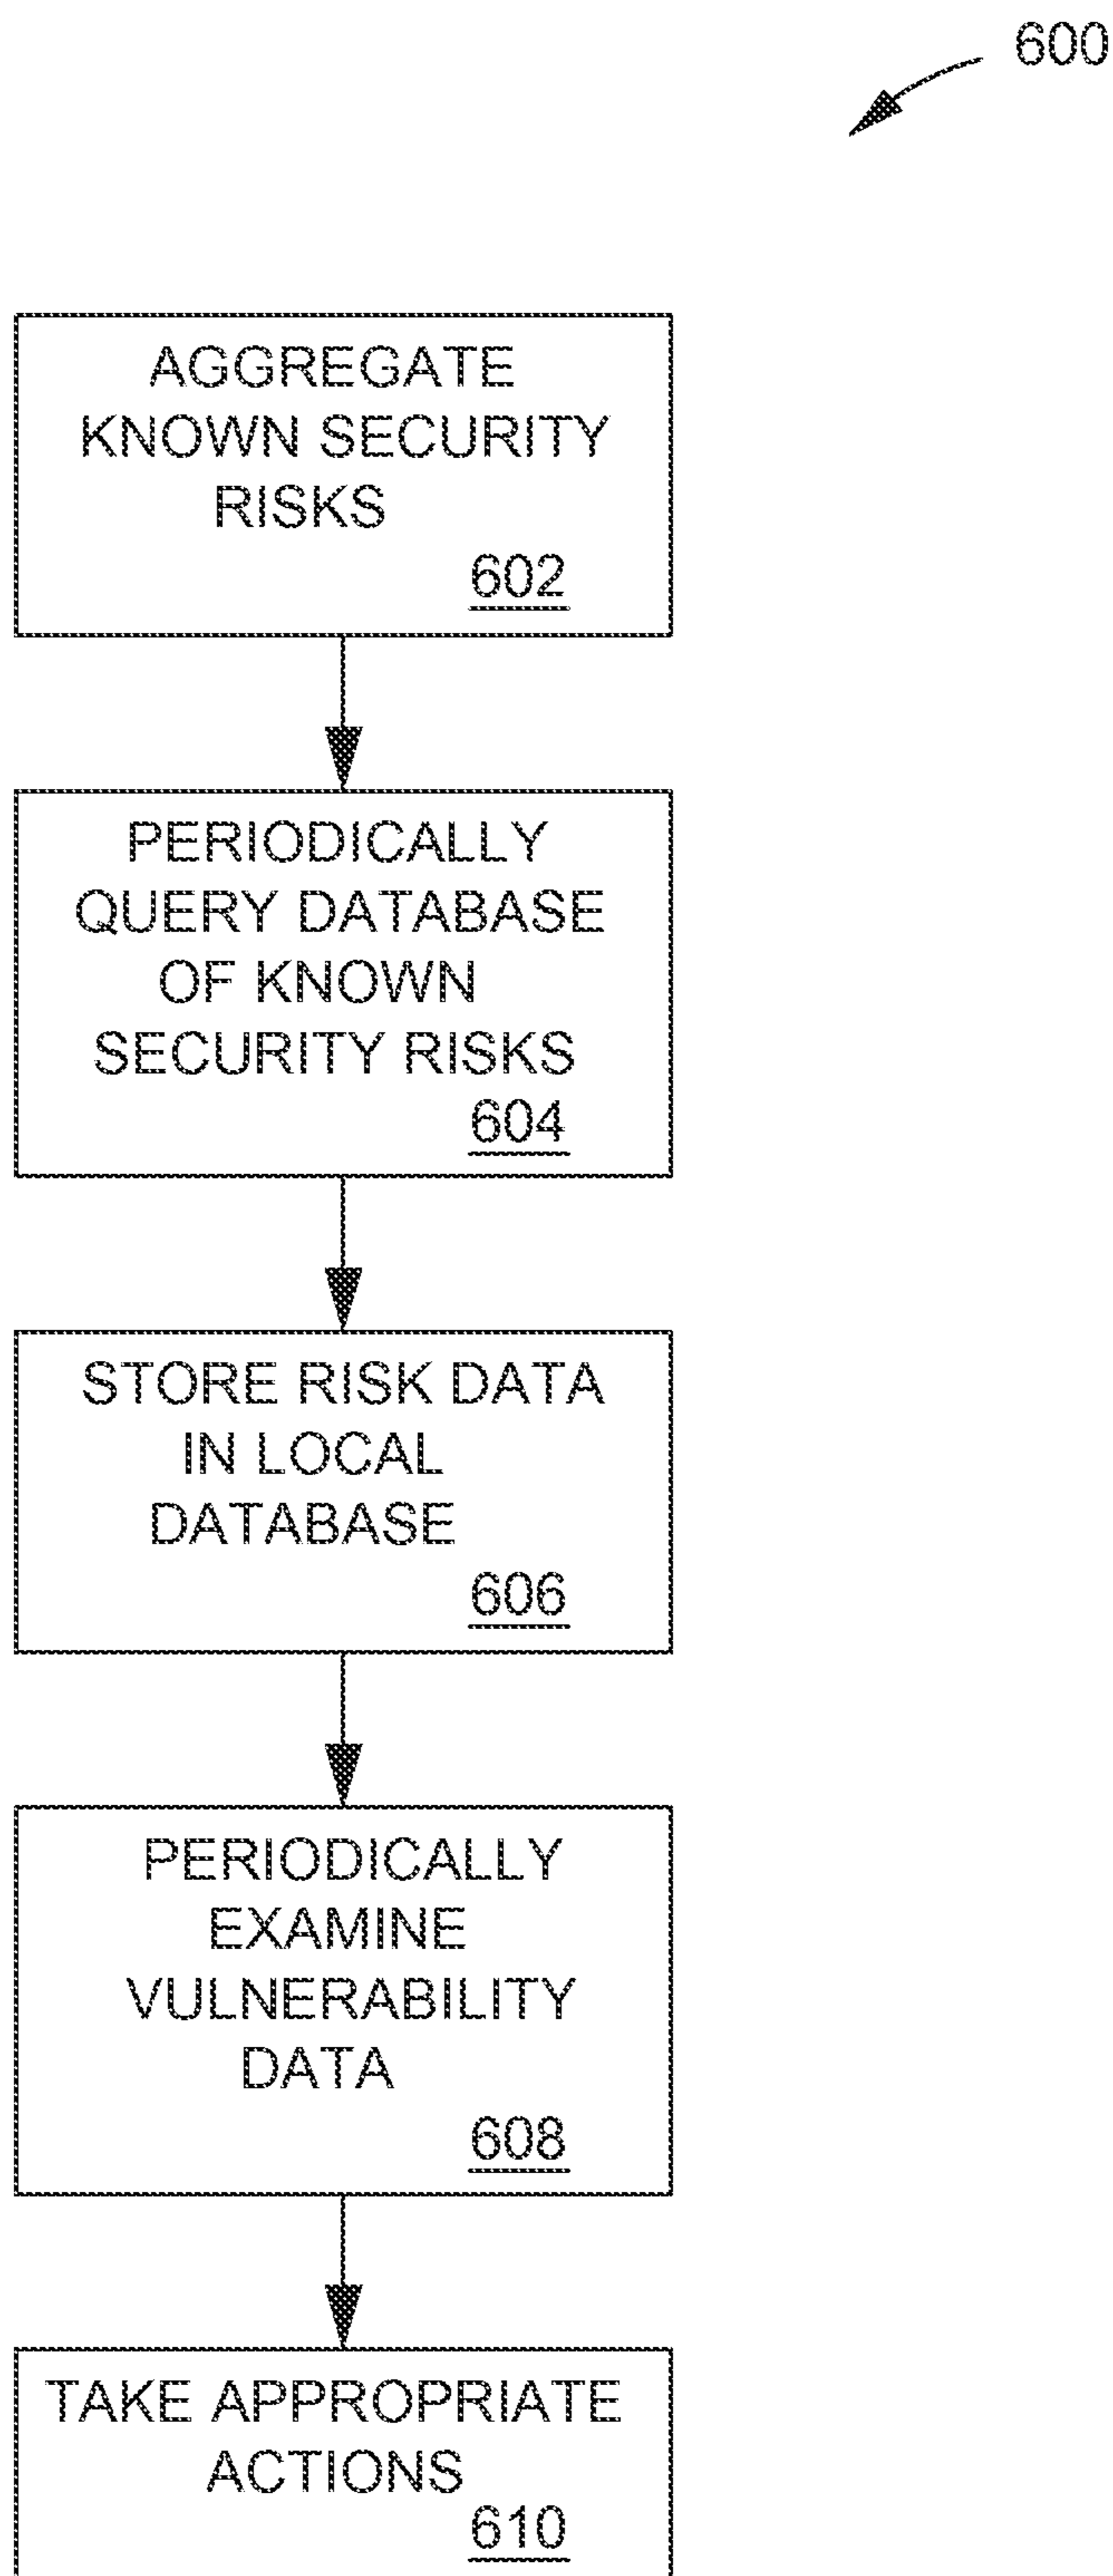 600
AGGREGATE
KNOWN SECURITY
RISKS
602
PERIODICALLY
QUERY DATABASE
OF KNOWN
SECURITY RISKS
604
STORE RISK DATA
IN LOCAL
DATABASE
606
PERIODICALLY
EXAMINE
VULNERABILITY
DATA
608
TAKE APPROPRIATE
ACTIONS
610